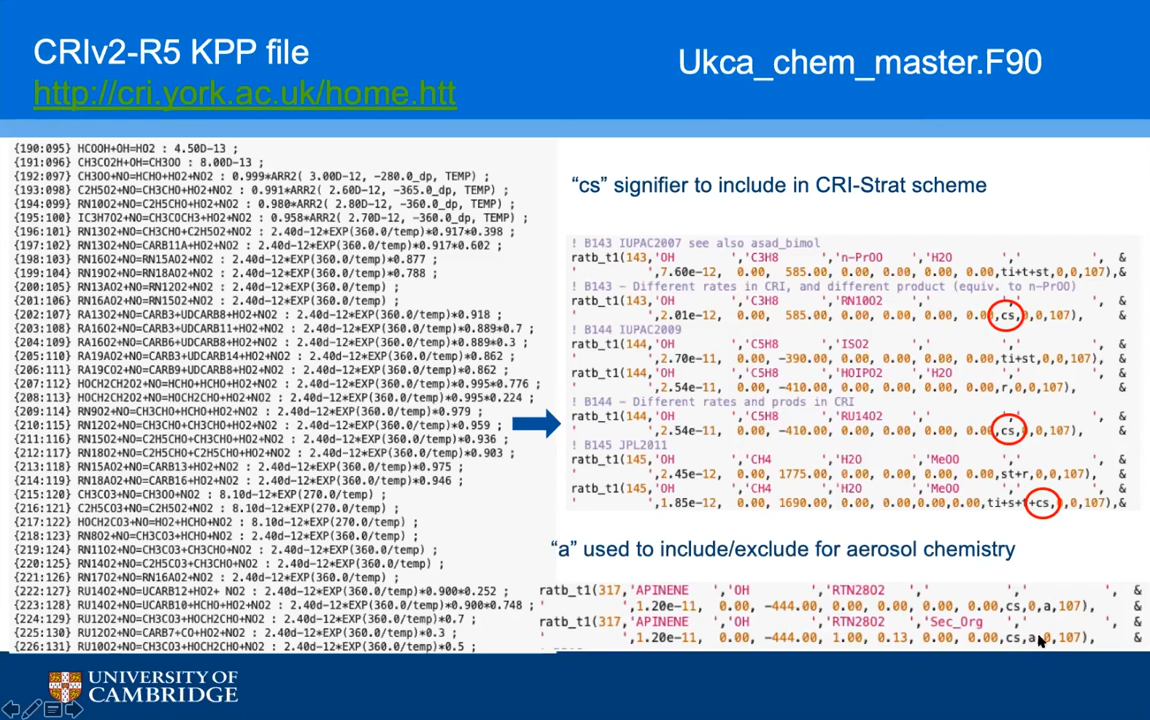 CRIv2-R5 KPP file
http://cri.york.ac.uk/home.htt
Ukca_chem_master.F90
{190:095} HCOOH+OH=HO2 : 4.50D-13 ;
{191:096} CH3CO2H+OH=CH3OO : 8.00D-13 ;
{192:097} CH3OO+NO=HCHO+HO2+NO2 : 0.999*ARR2( 3.00D-12, -280.0_dp, TEMP) ;
{193:098} C2H5O2+NO=CH3CHO+HO2+NO2 : 0.991*ARR2( 2.60D-12, -365.0_dp, TEMP) ;
{194:099} RN10O2+NO=C2H5CHO+HO2+NO2 : 0.980*ARR2( 2.80D-12, -360.0_dp, TEMP) ;
{195:100} IC3H7O2+NO=CH3COCH3+HO2+NO2 : 0.958*ARR2( 2.70D-12, -360.0_dp, TEMP) ;
{196:101} RN13O2+NO=CH3CHO+C2H5O2+NO2 : 2.40d-12*EXP(360.0/temp)*0.917*0.398 ;
{197:102} RN13O2+NO=CARB11A+HO2+NO2 : 2.40d-12*EXP(360.0/temp)*0.917*0.602 ;
{198:103} RN16O2+NO=RN15AO2+NO2 : 2.40d-12*EXP(360.0/temp)*0.877 ;
{199:104} RN19O2+NO=RN18AO2+NO2 : 2.40d-12*EXP(360.0/temp)*0.788 ;
{200:105} RN13AO2+NO=RN12O2+NO2 : 2.40d-12*EXP(360.0/temp) ;
{201:106} RN16AO2+NO=RN15O2+NO2 : 2.40d-12*EXP(360.0/temp) ;
{202:107} RA13O2+NO=CARB3+UDCARB8+HO2+NO2 : 2.40d-12*EXP(360.0/temp)*0.918 ;
{203:108} RA16O2+NO=CARB3+UDCARB11+HO2+NO2 : 2.40d-12*EXP(360.0/temp)*0.889*0.7 ;
{204:109} RA16O2+NO=CARB6+UDCARB8+HO2+NO2 : 2.40d-12*EXP(360.0/temp)*0.889*0.3 ;
{205:110} RA19AO2+NO=CARB3+UDCARB14+HO2+NO2 : 2.40d-12*EXP(360.0/temp)*0.862 ;
{206:111} RA19CO2+NO=CARB9+UDCARB8+HO2+NO2 : 2.40d-12*EXP(360.0/temp)*0.862 ;
{207:112} HOCH2CH2O2+NO=HCHO+HCHO+HO2+NO2 : 2.40d-12*EXP(360.0/temp)*0.995*0.776 ;
{208:113} HOCH2CH2O2+NO=HOCH2CHO+HO2+NO2 : 2.40d-12*EXP(360.0/temp)*0.995*0.224 ;
{209:114} RN9O2+NO=CH3CHO+HCHO+HO2+NO2 : 2.40d-12*EXP(360.0/temp)*0.979 ;
{210:115} RN12O2+NO=CH3CHO+CH3CHO+HO2+NO2 : 2.40d-12*EXP(360.0/temp)*0.959 ;
{211:116} RN15O2+NO=C2H5CHO+CH3CHO+HO2+NO2 : 2.40d-12*EXP(360.0/temp)*0.936 ;
{212:117} RN18O2+NO=C2H5CHO+C2H5CHO+HO2+NO2 : 2.40d-12*EXP(360.0/temp)*0.903 ;
{213:118} RN15AO2+NO=CARB13+HO2+NO2 : 2.40d-12*EXP(360.0/temp)*0.975 ;
{214:119} RN18AO2+NO=CARB16+HO2+NO2 : 2.40d-12*EXP(360.0/temp)*0.946 ;
{215:120} CH3CO3+NO=CH3OO+NO2 : 8.10d-12*EXP(270.0/temp) ;
{216:121} C2H5CO3+NO=C2H5O2+NO2 : 8.10d-12*EXP(270.0/temp) ;
{217:122} HOCH2CO3+NO=HO2+HCHO+NO2 : 8.10d-12*EXP(270.0/temp) ;
{218:123} RN8O2+NO=CH3CO3+HCHO+NO2 : 2.40d-12*EXP(360.0/temp) ;
{219:124} RN11O2+NO=CH3CO3+CH3CHO+NO2 : 2.40d-12*EXP(360.0/temp) ;
{220:125} RN14O2+NO=C2H5CO3+CH3CHO+NO2 : 2.40d-12*EXP(360.0/temp) ;
{221:126} RN17O2+NO=RN16AO2+NO2 : 2.40d-12*EXP(360.0/temp) ;
{222:127} RU14O2+NO=UCARB12+HO2+ NO2 : 2.40d-12*EXP(360.0/temp)*0.900*0.252 ;
{223:128} RU14O2+NO=UCARB10+HCHO+HO2+NO2 : 2.40d-12*EXP(360.0/temp)*0.900*0.748 ;
{224:129} RU12O2+NO=CH3CO3+HOCH2CHO+NO2 : 2.40d-12*EXP(360.0/temp)*0.7 ;
{225:130} RU12O2+NO=CARB7+CO+HO2+NO2 : 2.40d-12*EXP(360.0/temp)*0.3 ;
{226:131} RU10O2+NO=CH3CO3+HOCH2CHO+NO2 : 2.40d-12*EXP(360.0/temp)*0.5 ;
“cs” signifier to include in CRI-Strat scheme
! B143 IUPAC2007 see also asad_bimol
ratb_t1(143,'OH ','C3H8 ','n-PrOO ','H2O ',' ', &
' ',7.60e-12, 0.00, 585.00, 0.00, 0.00, 0.00, 0.00,ti+t+st,0,0,107),&
! B143 - Different rates in CRI, and different product (equiv. to n-PrOO)
ratb_t1(143,'OH ','C3H8 ','RN10O2 ',' ',' ', &
' ',2.01e-12, 0.00, 585.00, 0.00, 0.00, 0.00, 0.00,cs,0,0,107), &
! B144 IUPAC2009
ratb_t1(144,'OH ','C5H8 ','ISO2 ',' ',' ', &
' ',2.70e-11, 0.00, -390.00, 0.00, 0.00, 0.00, 0.00,ti+st,0,0,107), &
ratb_t1(144,'OH ','C5H8 ','HOIPO2 ','H2O ',' ', &
' ',2.54e-11, 0.00, -410.00, 0.00, 0.00, 0.00, 0.00,r,0,0,107), &
! B144 - Different rates and prods in CRI
ratb_t1(144,'OH ','C5H8 ','RU14O2 ',' ',' ', &
' ',2.54e-11, 0.00, -410.00, 0.00, 0.00, 0.00, 0.00,cs,0,0,107), &
! B145 JPL2011
ratb_t1(145,'OH ','CH4 ','H2O ','MeOO ',' ', &
' ',2.45e-12, 0.00, 1775.00, 0.00, 0.00, 0.00, 0.00,st+r,0,0,107), &
ratb_t1(145,'OH ','CH4 ','H2O ','MeOO ',' ', &
' ',1.85e-12, 0.00, 1690.00, 0.00, 0.00, 0.00, 0.00,ti+s+t+cs,0,0,107), &
“a” used to include/exclude for aerosol chemistry
ratb_t1(317,'APINENE ','OH ','RTN28O2 ',' ',' ', &
' ',1.20e-11, 0.00, -444.00, 0.00, 0.00, 0.00, 0.00,cs,0,a,107), &
ratb_t1(317,'APINENE ','OH ','RTN28O2 ','Sec_Org ',' ', &
' ',1.20e-11, 0.00, -444.00, 1.00, 0.13, 0.00, 0.00,cs,a,0,107), &
UNIVERSITY OF
CAMBRIDGE